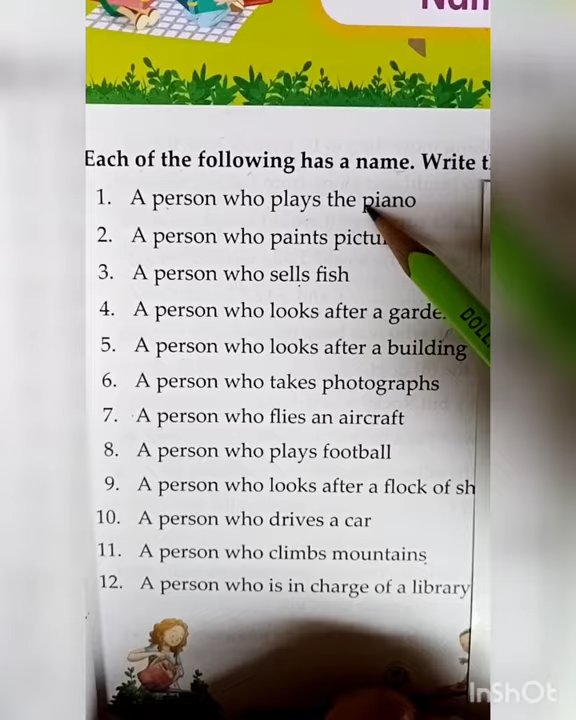 Each of the following has a name. Write
1. A person who plays the piano
2. A person who paints
3. A person who sells fish
4. A person who looks after a
5. A person who looks after a building
6. A person who takes photographs
7. A person who flies an aircraft
8. A person who plays football
9. A person who looks after a flock of
10. A person who drives a car
11. A person who climbs mountains
12. A person who is in charge of a library
InShOt